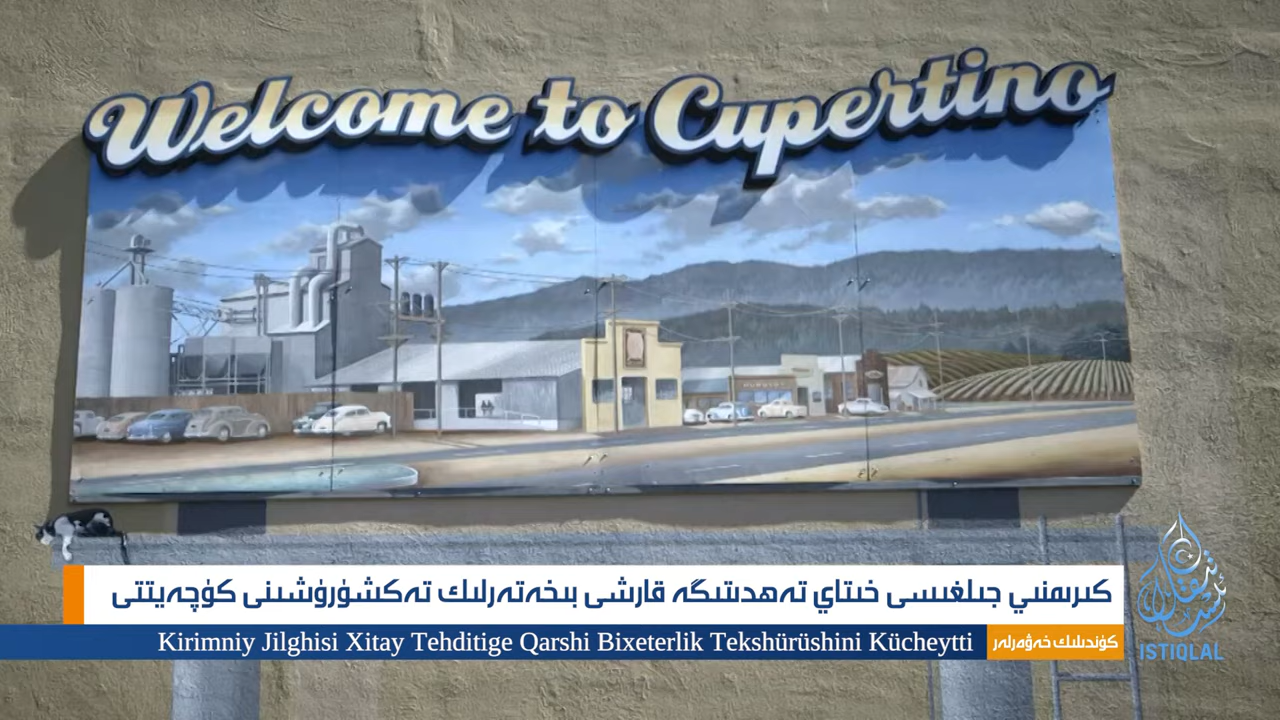 Welcome to Cupertino
كىرىمنىي جىلغىسى خىتاي تەھدىتىگە قارشى بىخەتەرلىك تەكشۈرۈشىنى كۈچەيتتى
Kirimniy Jilghisi Xitay Tehditige Qarshi Bixeterlik Tekshürüshini Kücheytti
كۈندىلىك خەۋەرلەر
ISTIQLAL